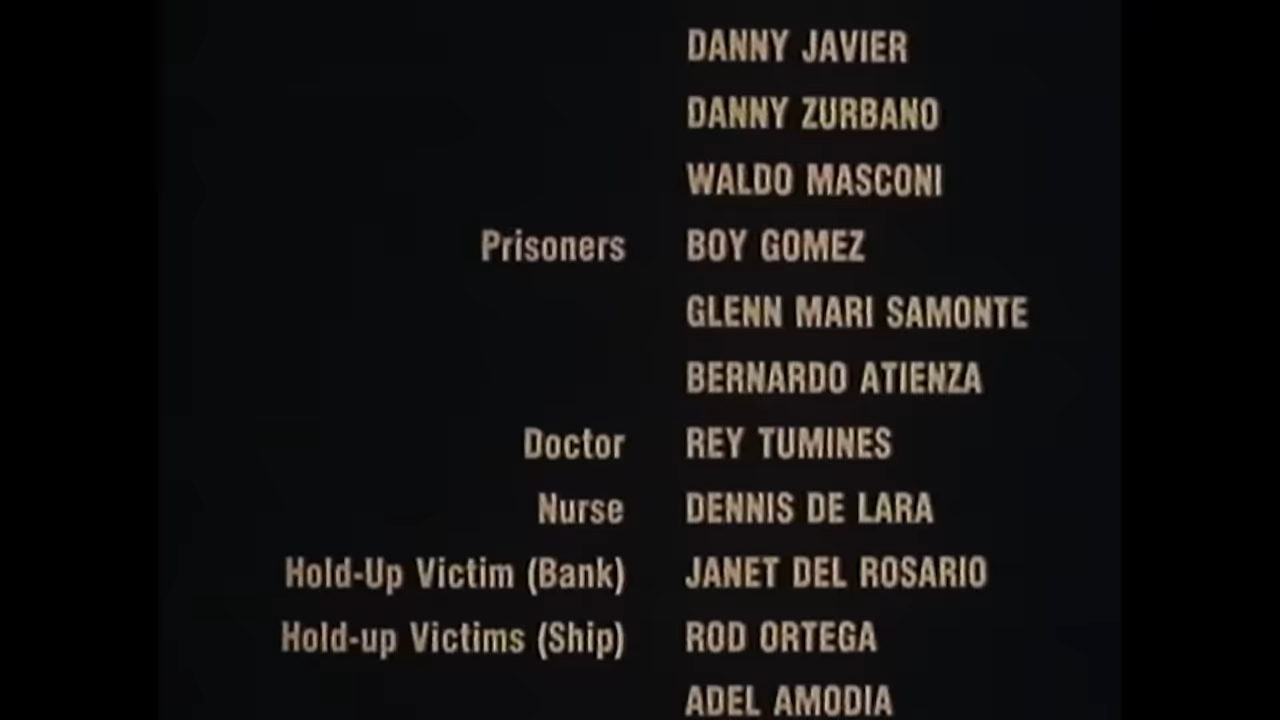 DANNY JAVIER
DANNY ZURBANO
WALDO MASCONI
Prisoners BOY GOMEZ
GLENN MARI SAMONTE
BERNARDO ATIENZA
Doctor REY TUMINES
Nurse DENNIS DE LARA
Hold-Up Victim (Bank) JANET DEL ROSARIO
Hold-up Victims (Ship) ROD ORTEGA
ADEL AMODIA